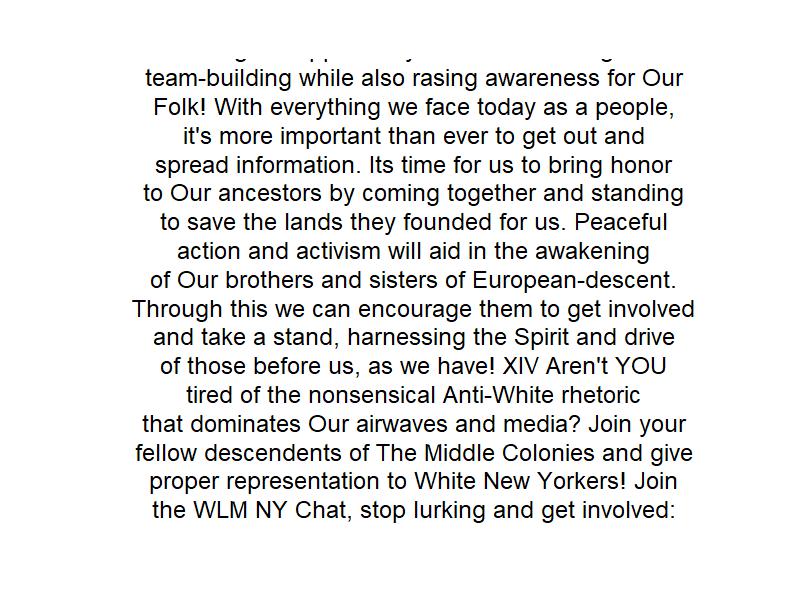 team-building while also rasing awareness for Our
Folk! With everything we face today as a people,
it's more important than ever to get out and
spread information. Its time for us to bring honor
to Our ancestors by coming together and standing
to save the lands they founded for us. Peaceful
action and activism will aid in the awakening
of Our brothers and sisters of European-descent.
Through this we can encourage them to get involved
and take a stand, harnessing the Spirit and drive
of those before us, as we have! XIV Aren't YOU
tired of the nonsensical Anti-White rhetoric
that dominates Our airwaves and media? Join your
fellow descendents of The Middle Colonies and give
proper representation to White New Yorkers! Join
the WLM NY Chat, stop lurking and get involved: